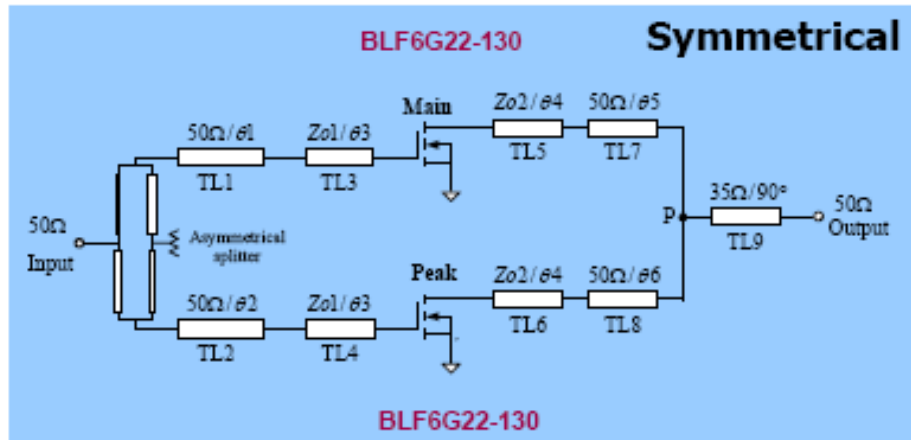 BLF6G22-130
Symmetrical
Main
50Ω/θ1
Zo1/θ3
Zo2/θ4
50Ω/θ5
TL1
TL3
TL5
TL7
35Ω/90°
50Ω
Input
Asymmetrical
splitter
P
TL9
50Ω
Output
Peak
50Ω/θ2
Zo1/θ3
Zo2/θ4
50Ω/θ6
TL2
TL4
TL6
TL8
BLF6G22-130